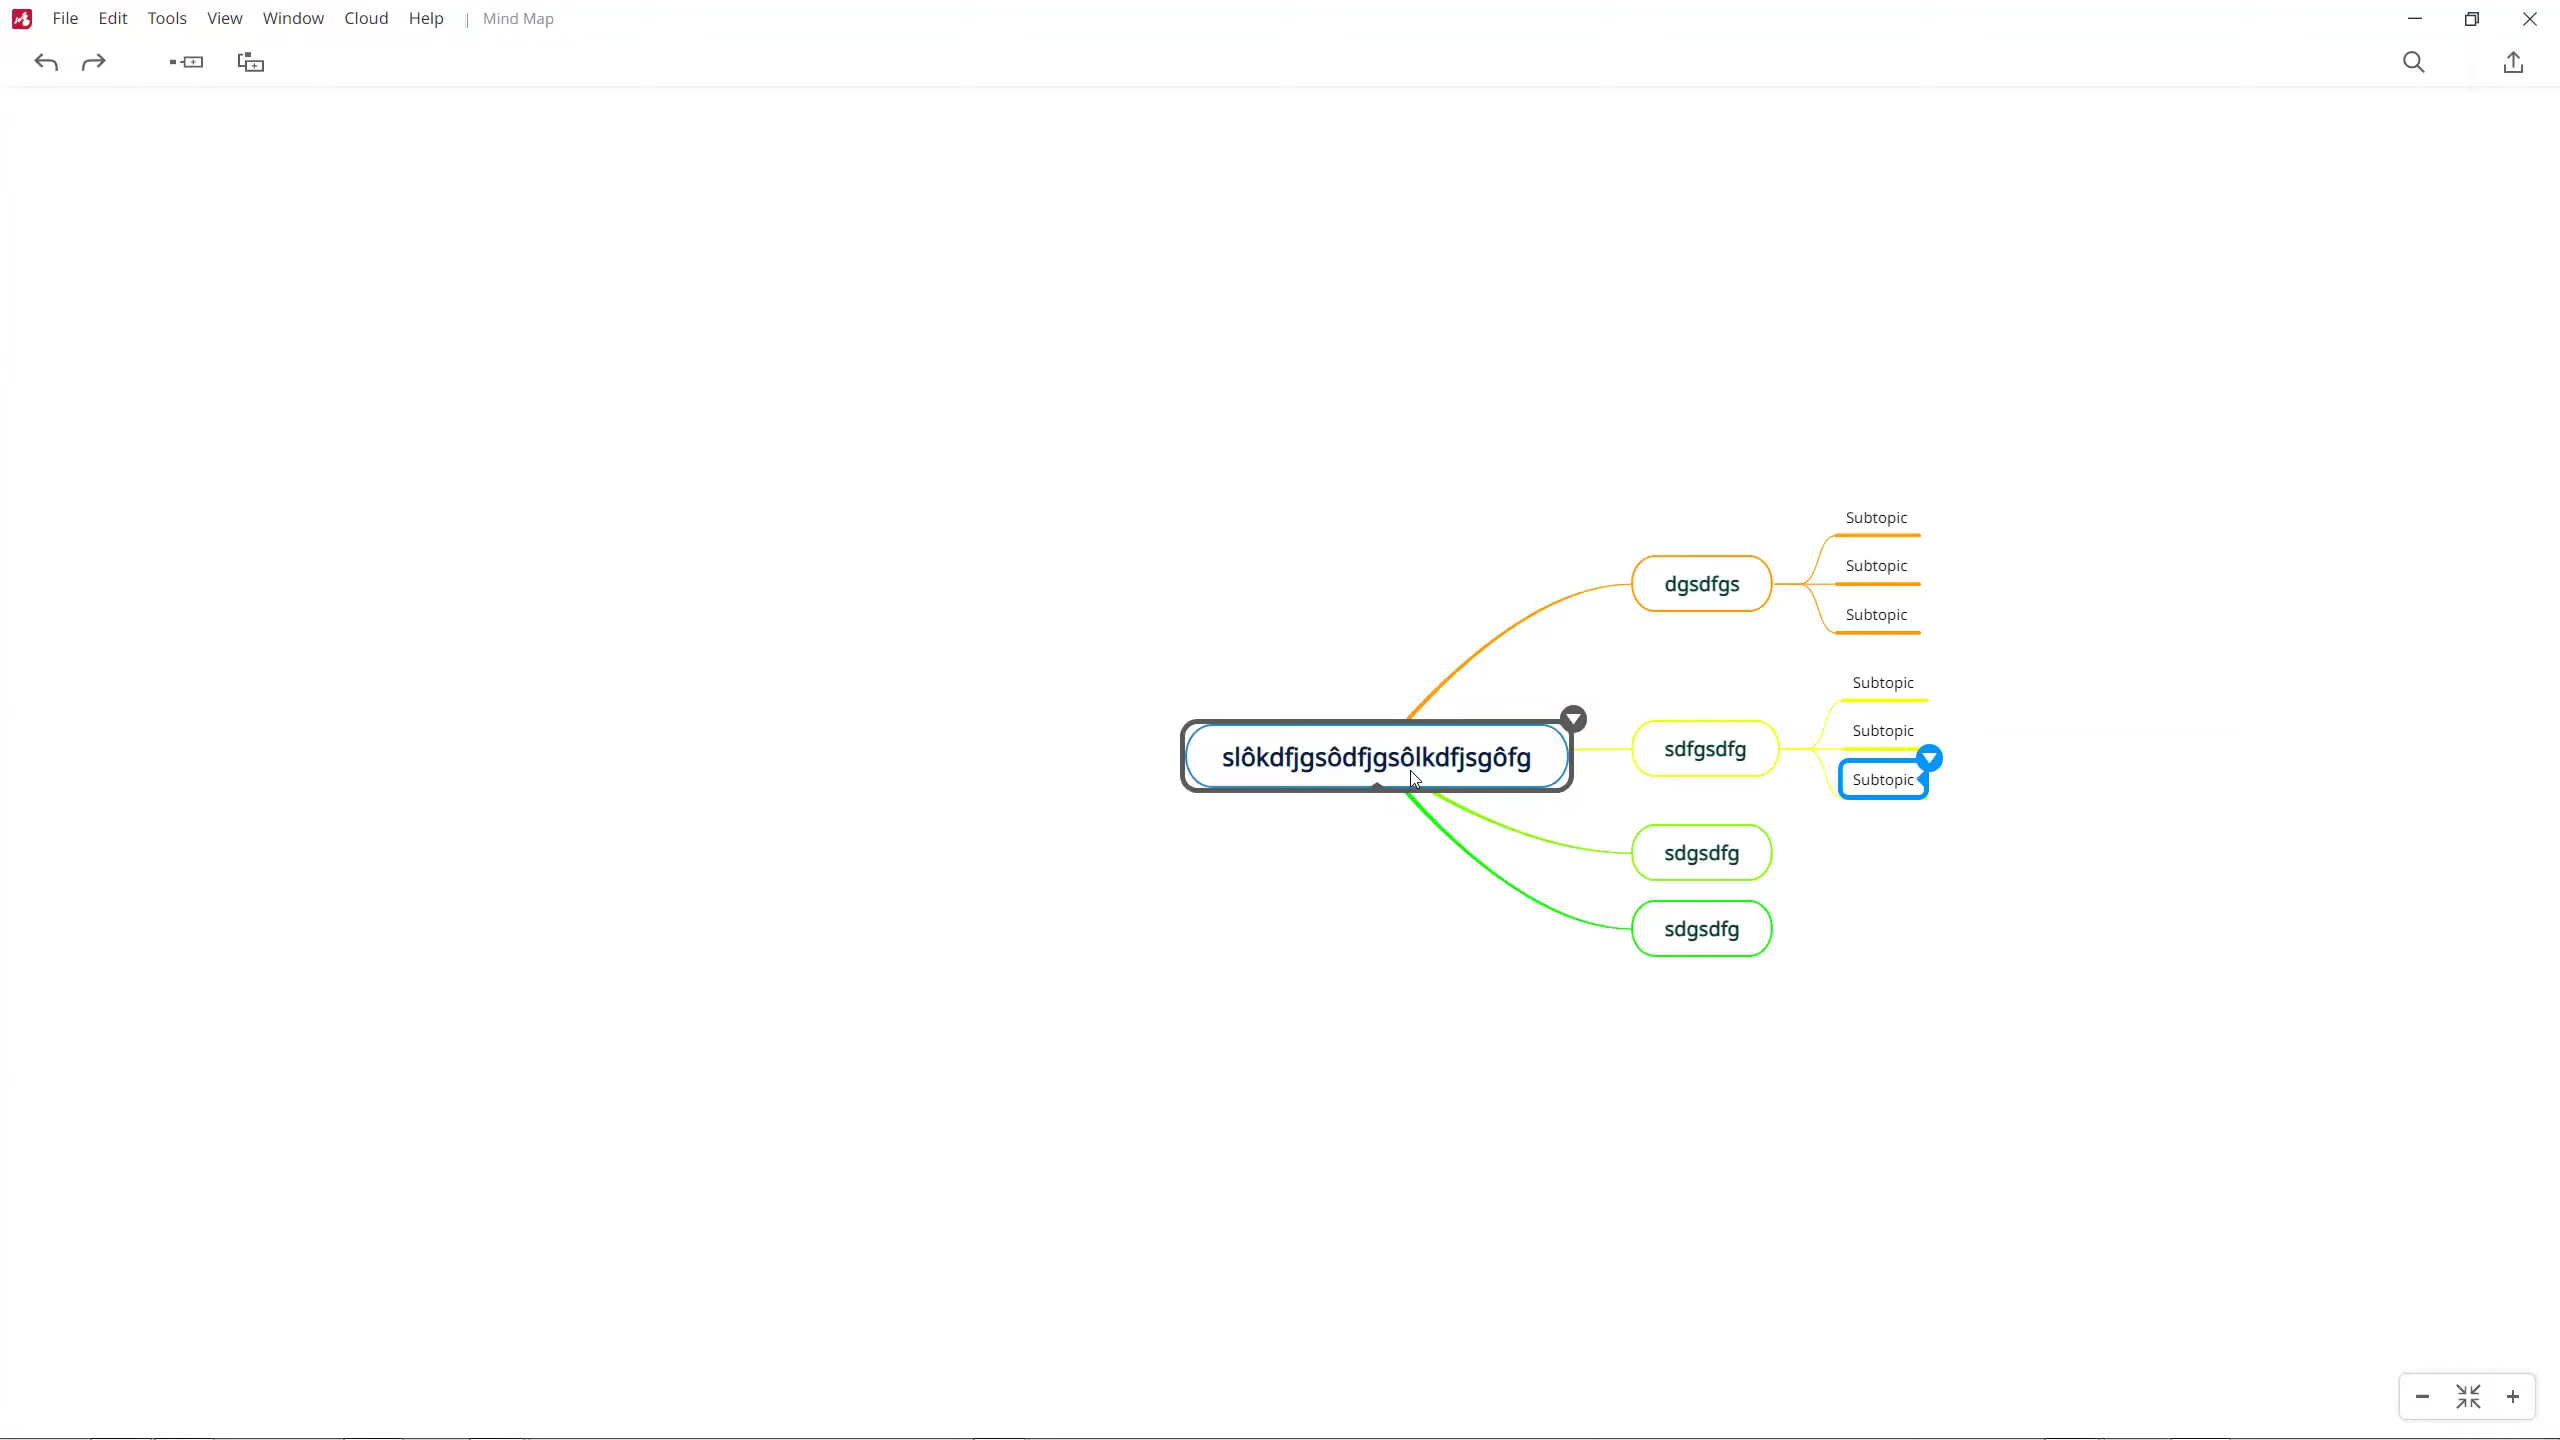 File Edit Tools View Window Cloud Help | Mind Map
Subtopic
Subtopic
Subtopic
dgsdfgs
Subtopic
Subtopic
Subtopic
sdfgsdfg
slôkdfjgsôdfjgsôlkdfjsgôfg
sdgsdfg
sdgsdfg